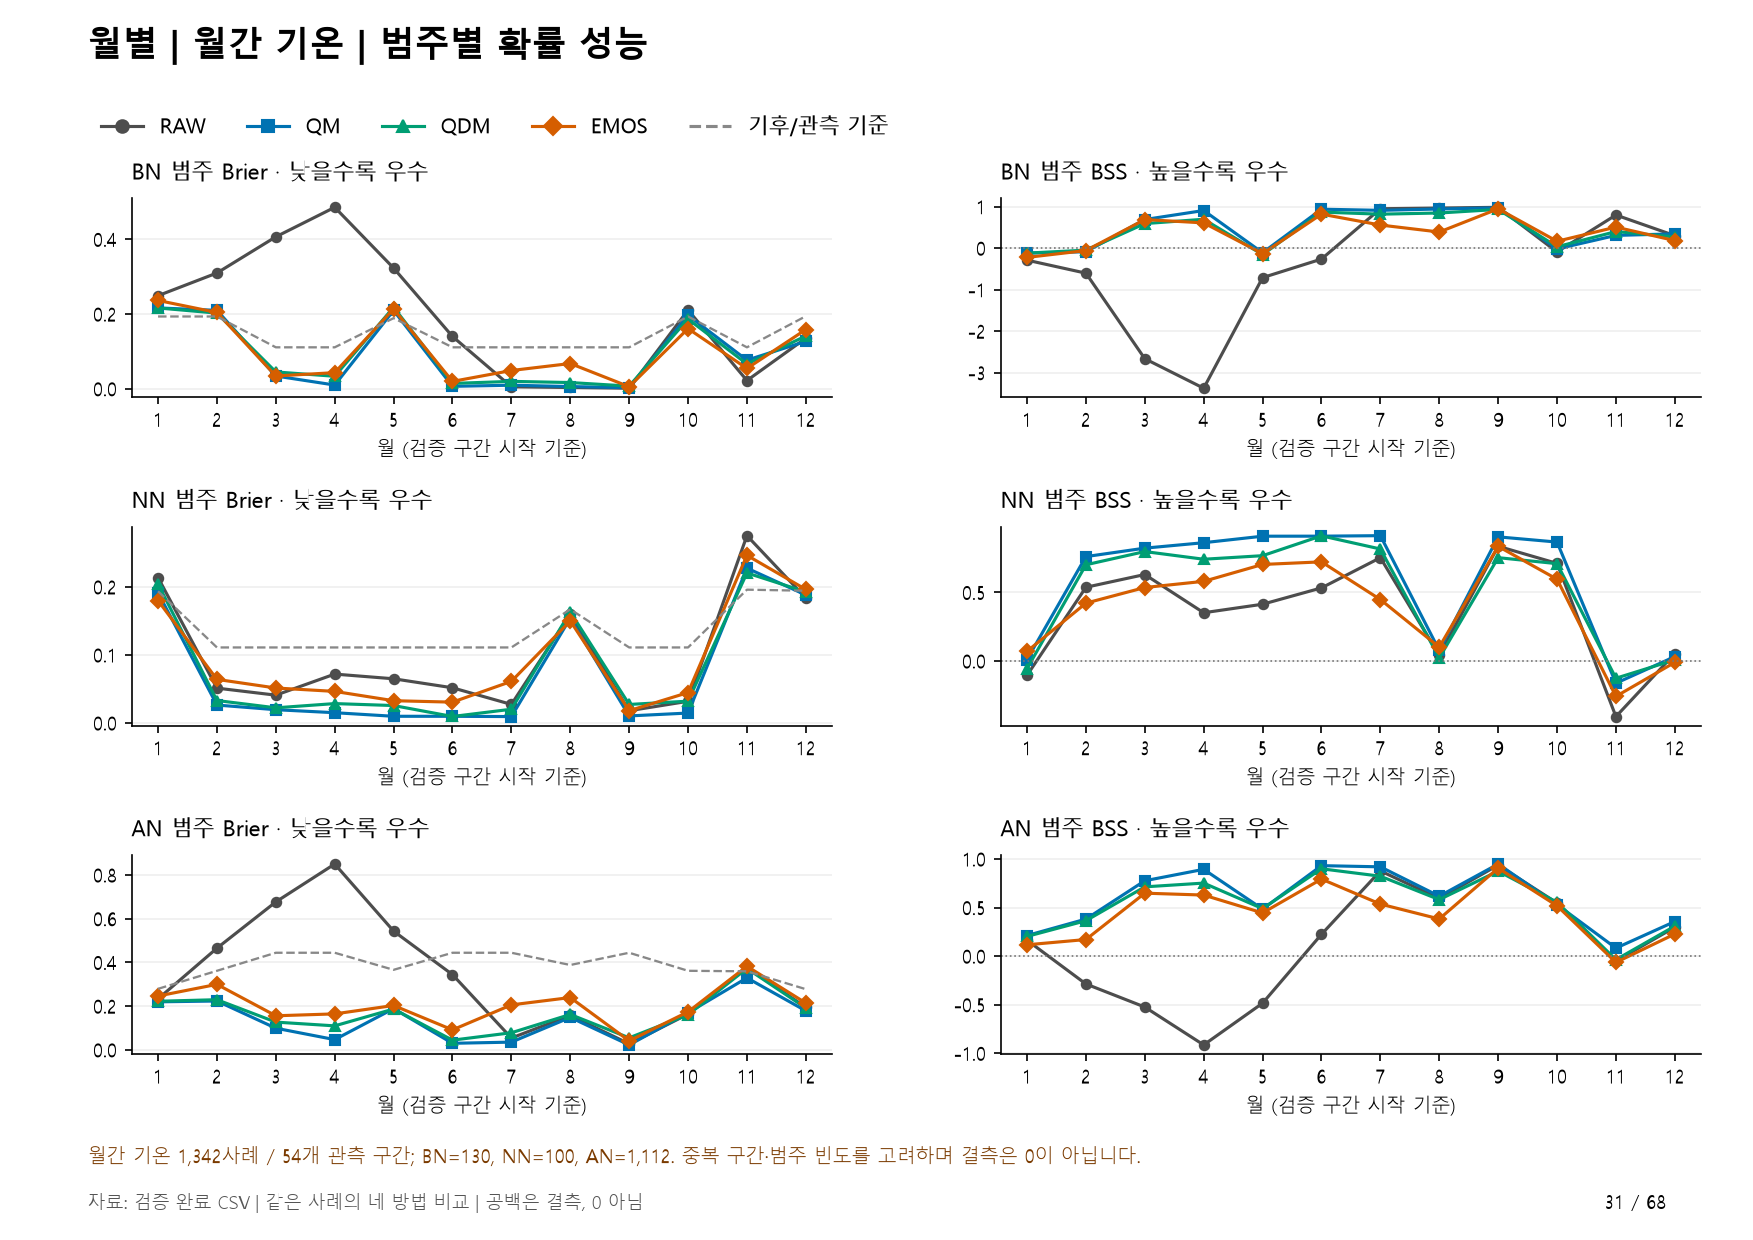 월별 | 월간 기온 | 범주별 확률 성능
RAW QM QDM EMOS 기후/관측 기준
BN 범주 Brier · 낮을수록 우수
0.4
0.2
0.0
1 2 3 4 5 6 7 8 9 10 11 12
월 (검증 구간 시작 기준)
BN 범주 BSS · 높을수록 우수
1
0
-1
-2
-3
1 2 3 4 5 6 7 8 9 10 11 12
월 (검증 구간 시작 기준)
NN 범주 Brier · 낮을수록 우수
0.2
0.1
0.0
1 2 3 4 5 6 7 8 9 10 11 12
월 (검증 구간 시작 기준)
NN 범주 BSS · 높을수록 우수
0.5
0.0
1 2 3 4 5 6 7 8 9 10 11 12
월 (검증 구간 시작 기준)
AN 범주 Brier · 낮을수록 우수
0.8
0.6
0.4
0.2
0.0
1 2 3 4 5 6 7 8 9 10 11 12
월 (검증 구간 시작 기준)
AN 범주 BSS · 높을수록 우수
1.0
0.5
0.0
-0.5
-1.0
1 2 3 4 5 6 7 8 9 10 11 12
월 (검증 구간 시작 기준)
월간 기온 1,342사례 / 54개 관측 구간; BN=130, NN=100, AN=1,112. 중복 구간·범주 빈도를 고려하며 결측은 0이 아닙니다.
자료: 검증 완료 CSV | 같은 사례의 네 방법 비교 | 공백은 결측, 0 아님
31 / 68